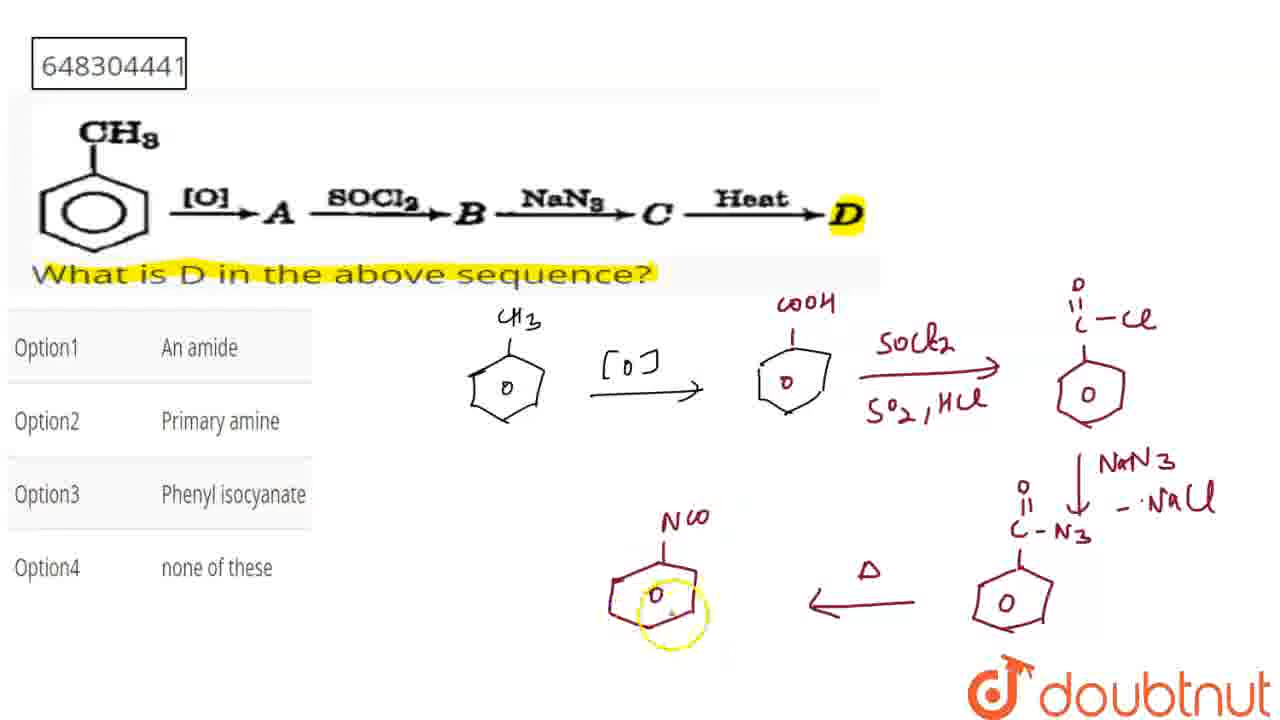 648304441
CH3
[O] A SOCl2 B NaN3 C Heat D
What is D in the above sequence?
Option1 An amide
Option2 Primary amine
Option3 Phenyl isocyanate
Option4 none of these
CH3
[O]
COOH
SOCl2
SO2, HCl
O
C-Cl
NaN3
- NaCl
O
C-N3
Δ
NCO
doubtnut